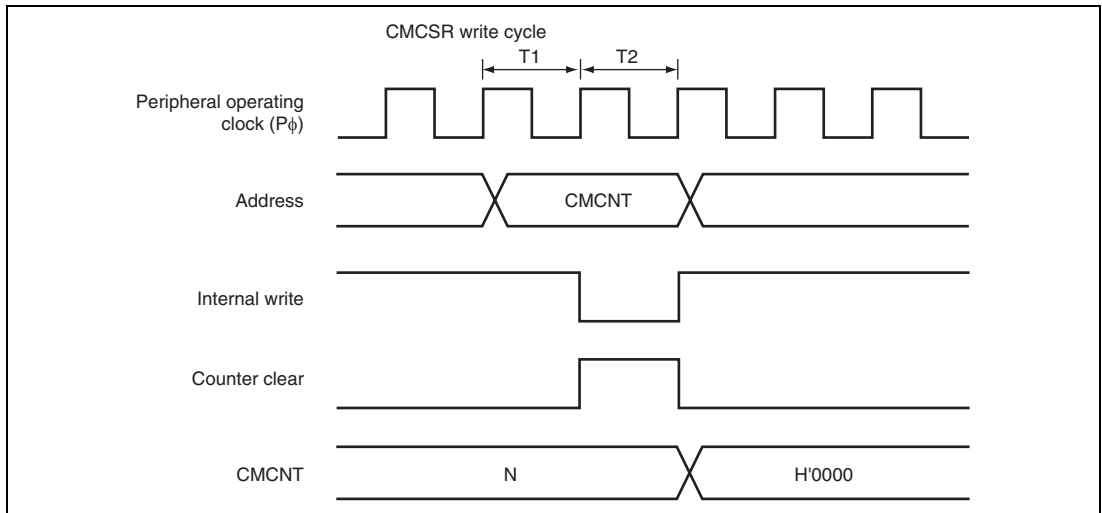 CMCSR write cycle
T1 T2
Peripheral operating
clock (Pϕ)
Address CMCNT
Internal write
Counter clear
CMCNT N H'0000